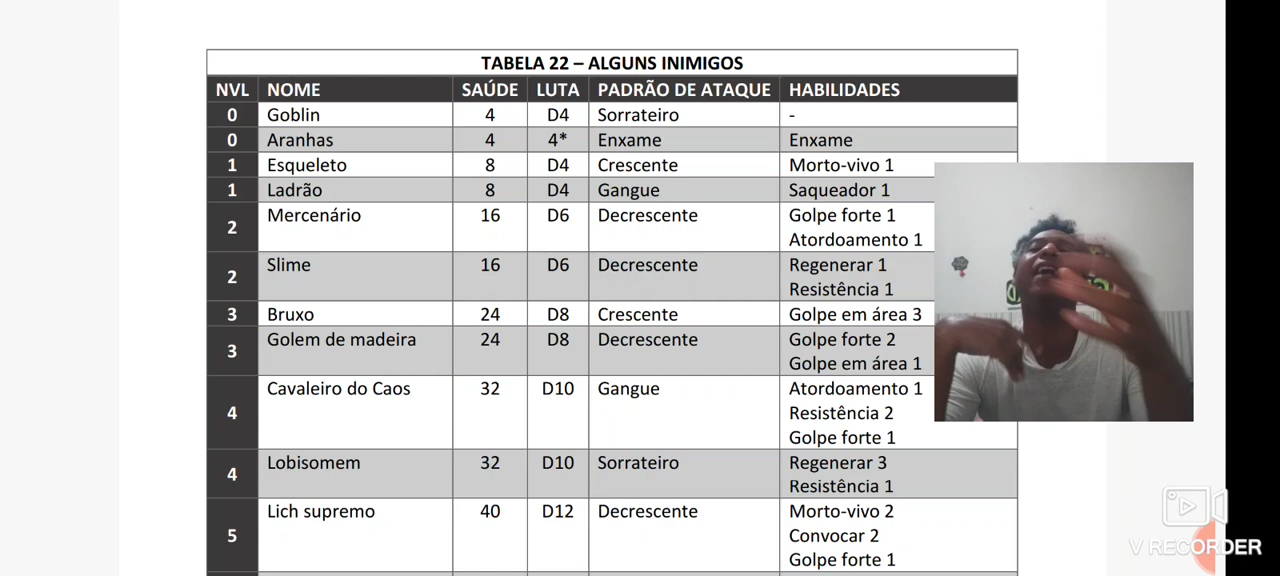 TABELA 22 – ALGUNS INIMIGOS
NVL NOME SAÚDE LUTA PADRÃO DE ATAQUE HABILIDADES
0 Goblin 4 D4 Sorrateiro -
0 Aranhas 4 4* Enxame Enxame
1 Esqueleto 8 D4 Crescente Morto-vivo 1
1 Ladrão 8 D4 Gangue Saqueador 1
2 Mercenário 16 D6 Decrescente Golpe forte 1
Atordoamento 1
2 Slime 16 D6 Decrescente Regenerar 1
Resistência 1
3 Bruxo 24 D8 Crescente Golpe em área 3
3 Golem de madeira 24 D8 Decrescente Golpe forte 2
Golpe em área 1
4 Cavaleiro do Caos 32 D10 Gangue Atordoamento 1
Resistência 2
Golpe forte 1
4 Lobisomem 32 D10 Sorrateiro Regenerar 3
Resistência 1
5 Lich supremo 40 D12 Decrescente Morto-vivo 2
Convocar 2
Golpe forte 1
V RECORDER